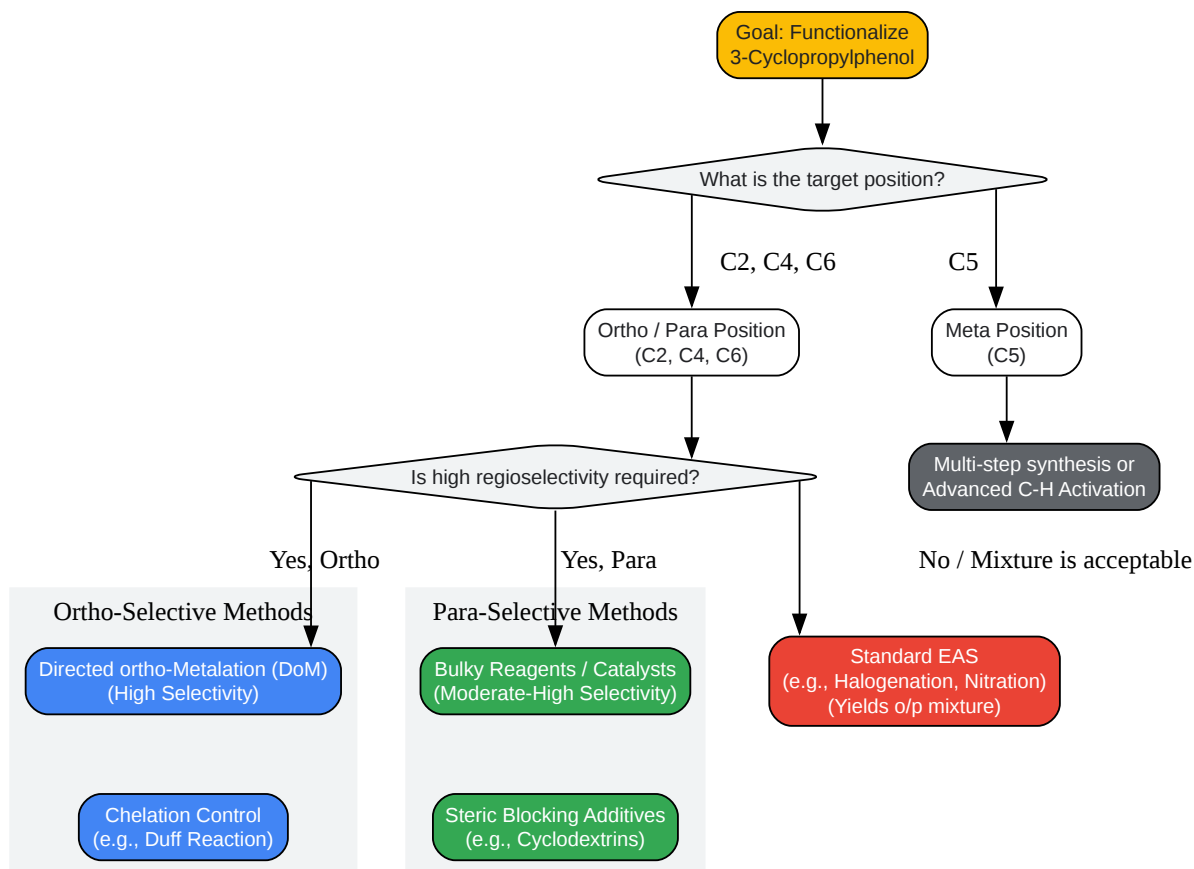 Goal: Functionalize
3-Cyclopropylphenol
What is the target position?
C2, C4, C6
C5
Ortho / Para Position
(C2, C4, C6)
Meta Position
(C5)
Is high regioselectivity required?
Multi-step synthesis or
Advanced C-H Activation
Yes, Ortho
Yes, Para
No / Mixture is acceptable
Ortho-Selective Methods
Para-Selective Methods
Directed ortho-Metalation (DoM)
(High Selectivity)
Bulky Reagents / Catalysts
(Moderate-High Selectivity)
Standard EAS
(e.g., Halogenation, Nitration)
(Yields o/p mixture)
Chelation Control
(e.g., Duff Reaction)
Steric Blocking Additives
(e.g., Cyclodextrins)